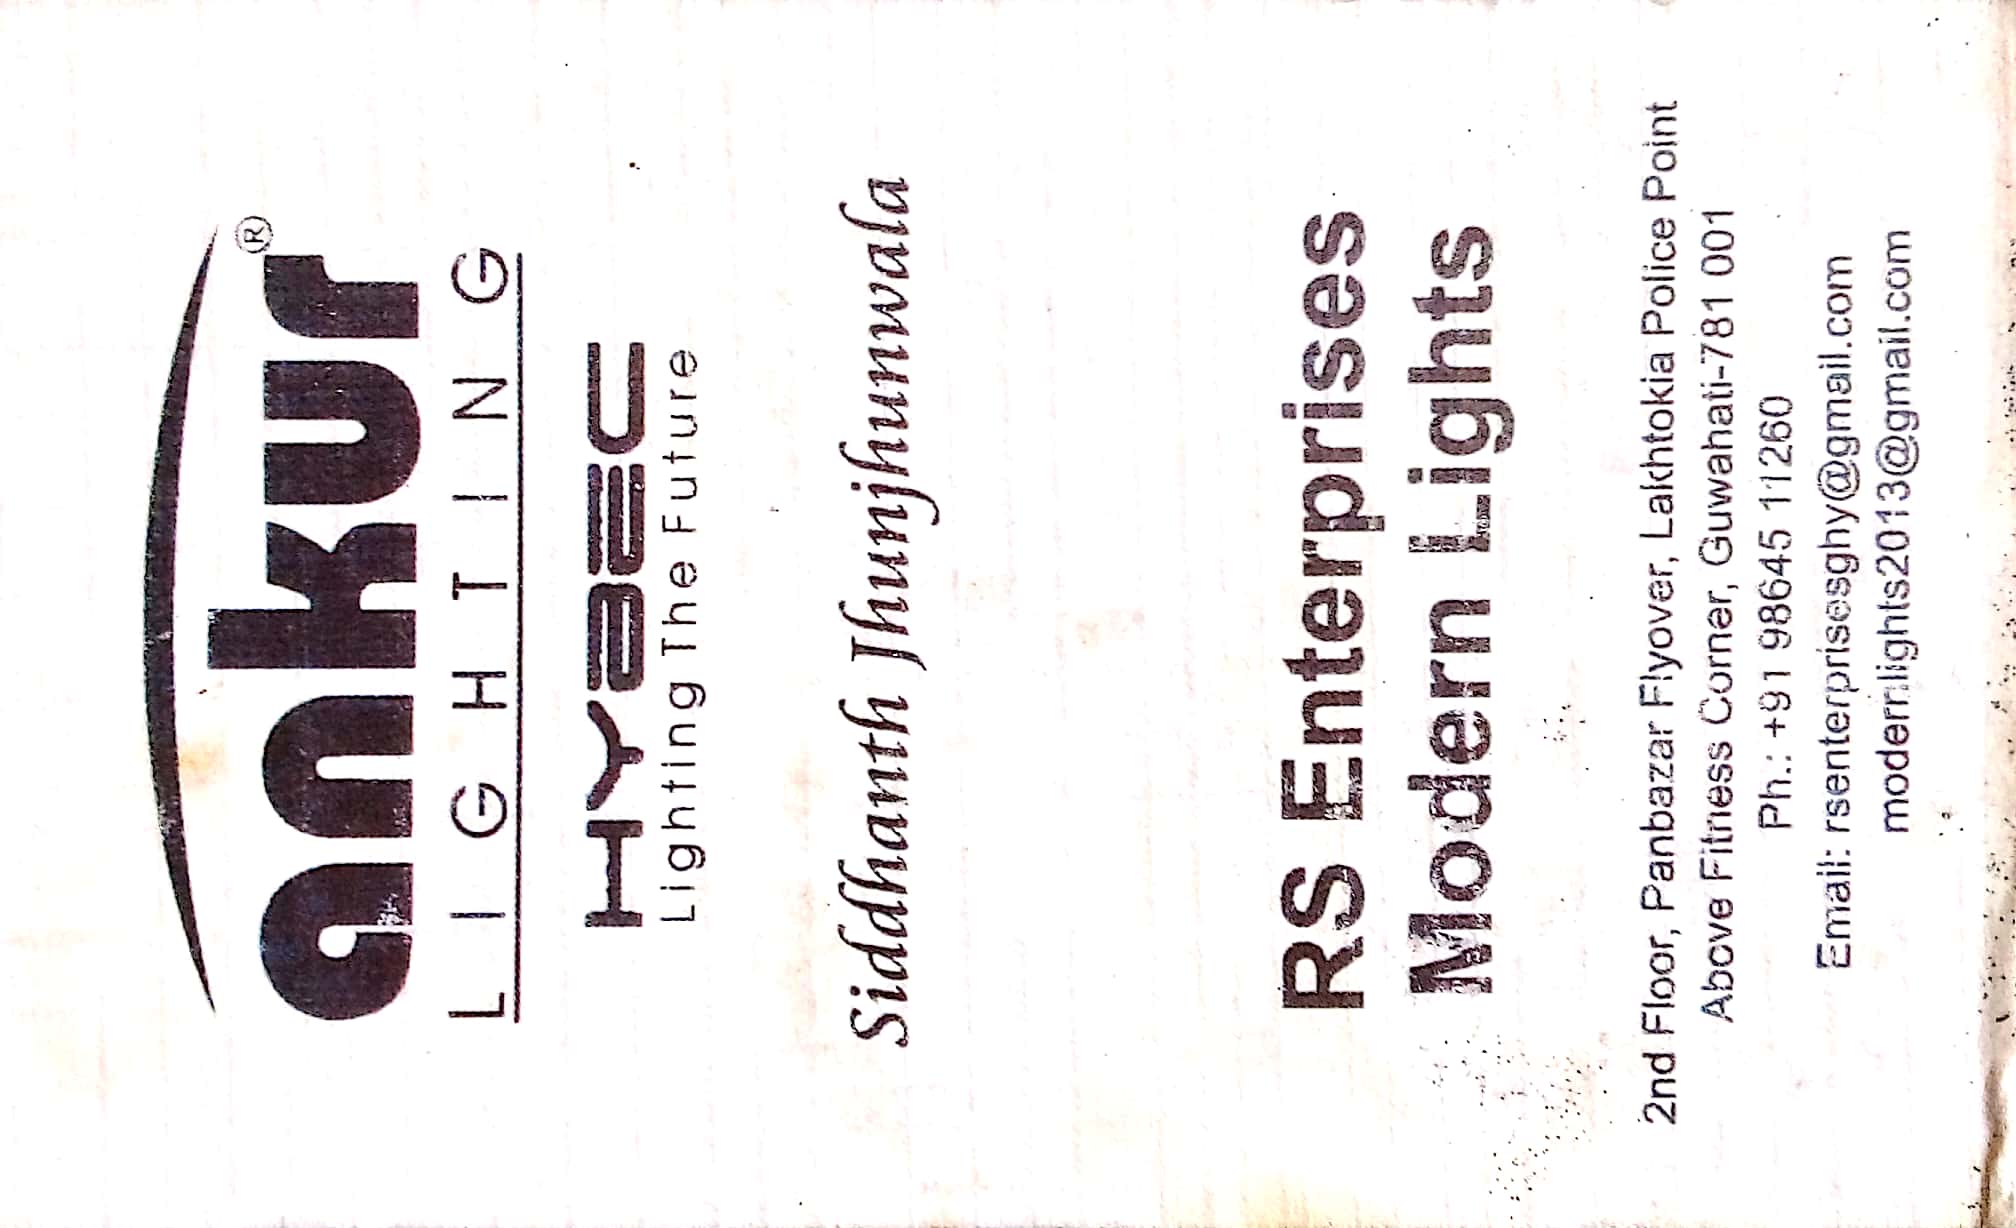 ankur®
LIGHTING
HYBEC
Lighting The Future
Siddhanth Jhunjhunwala
RS Enterprises
Modern Lights
2nd Floor, Panbazar Flyover, Lakhtokia Police Point
Above Fitness Corner, Guwahati-781 001
Ph.: +91 98645 11260
Email: rsenterprisesghy@gmail.com
modernlights2013@gmail.com